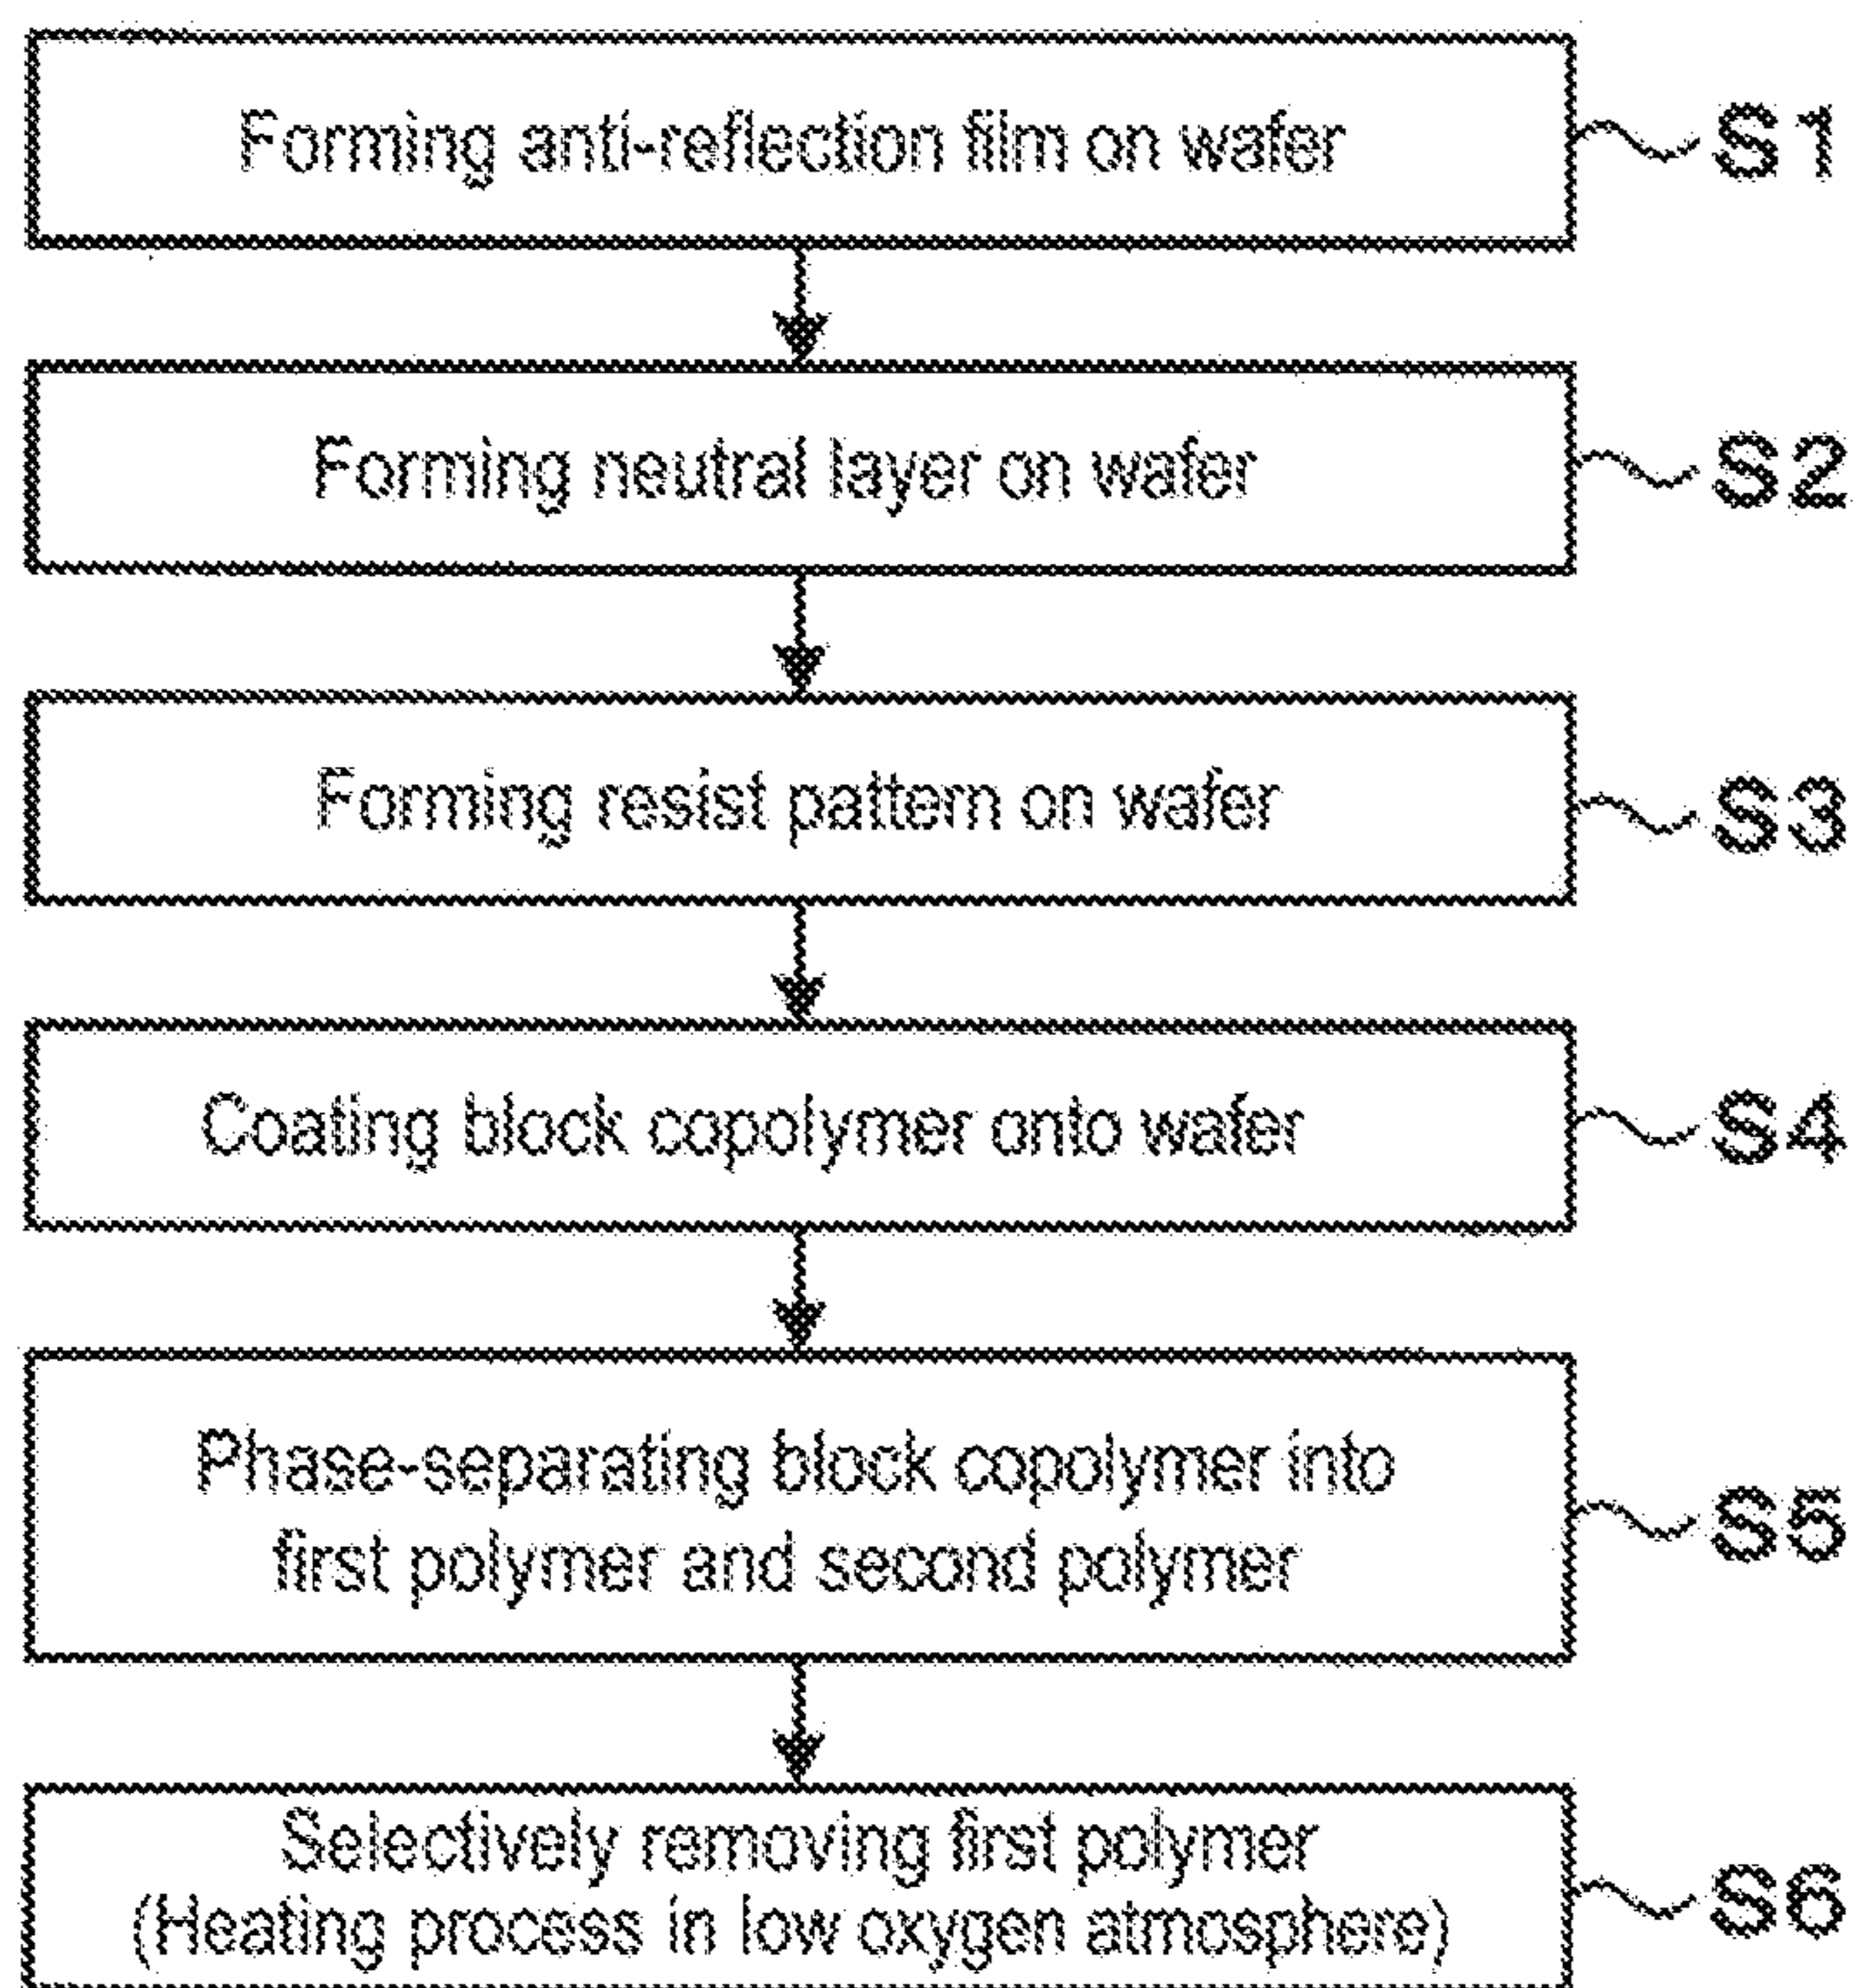 Forming anti-reflection film on wafer
S1
Forming neutral layer on wafer
S2
Forming resist pattern on wafer
S3
Coating block copolymer onto wafer
S4
Phase-separating block copolymer into
first polymer and second polymer
S5
Selectively removing first polymer
(Heating process in low oxygen atmosphere)
S6